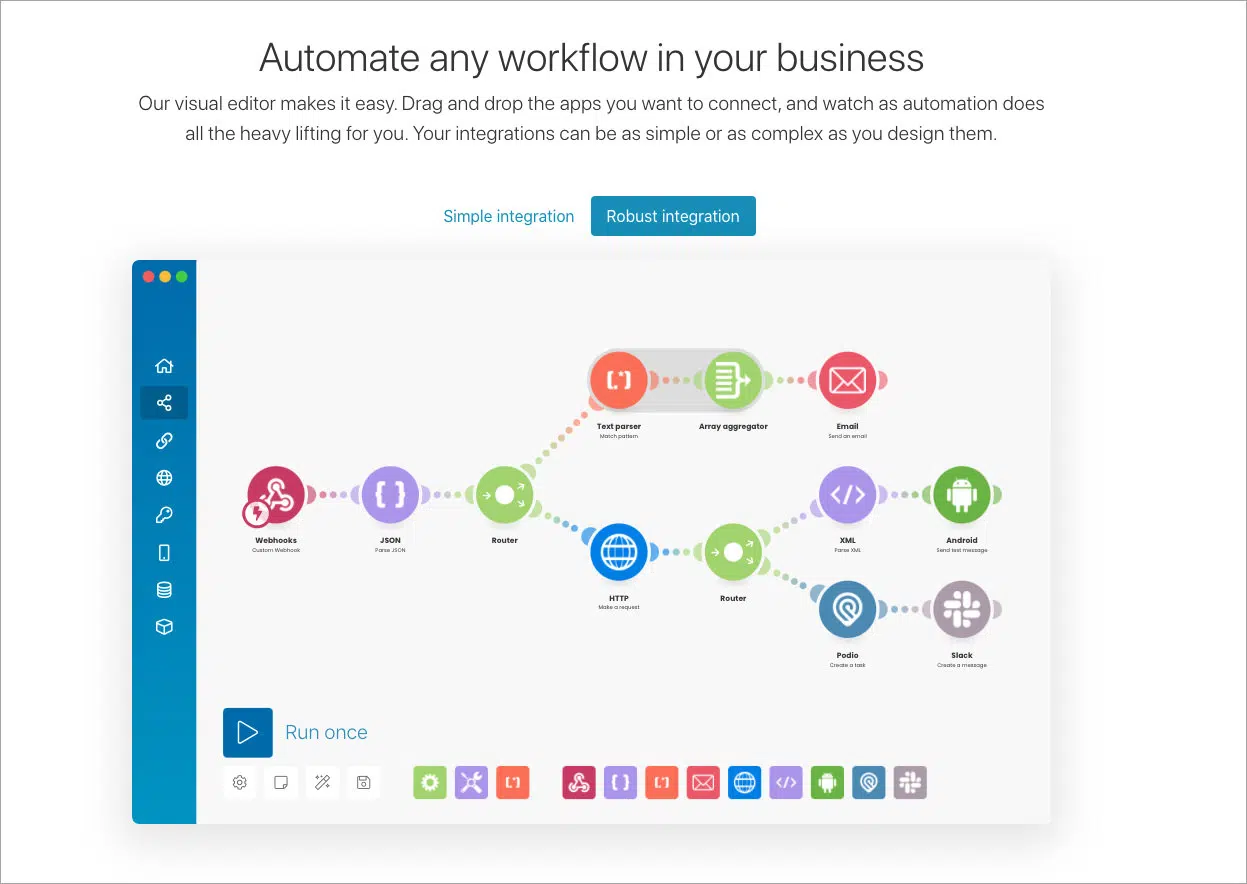 Automate any workflow in your business
Our visual editor makes it easy. Drag and drop the apps you want to connect, and watch as automation does
all the heavy lifting for you. Your integrations can be as simple or as complex as you design them.
Simple integration
Robust integration
Text parser
Match pattern
Array aggregator
Email
Send an email
Webhooks
Custom Webhook
JSON
Parse JSON
Router
XML
Parse XML
Android
Send text message
HTTP
Make a request
Router
Podio
Create a task
Slack
Create a message
Run once